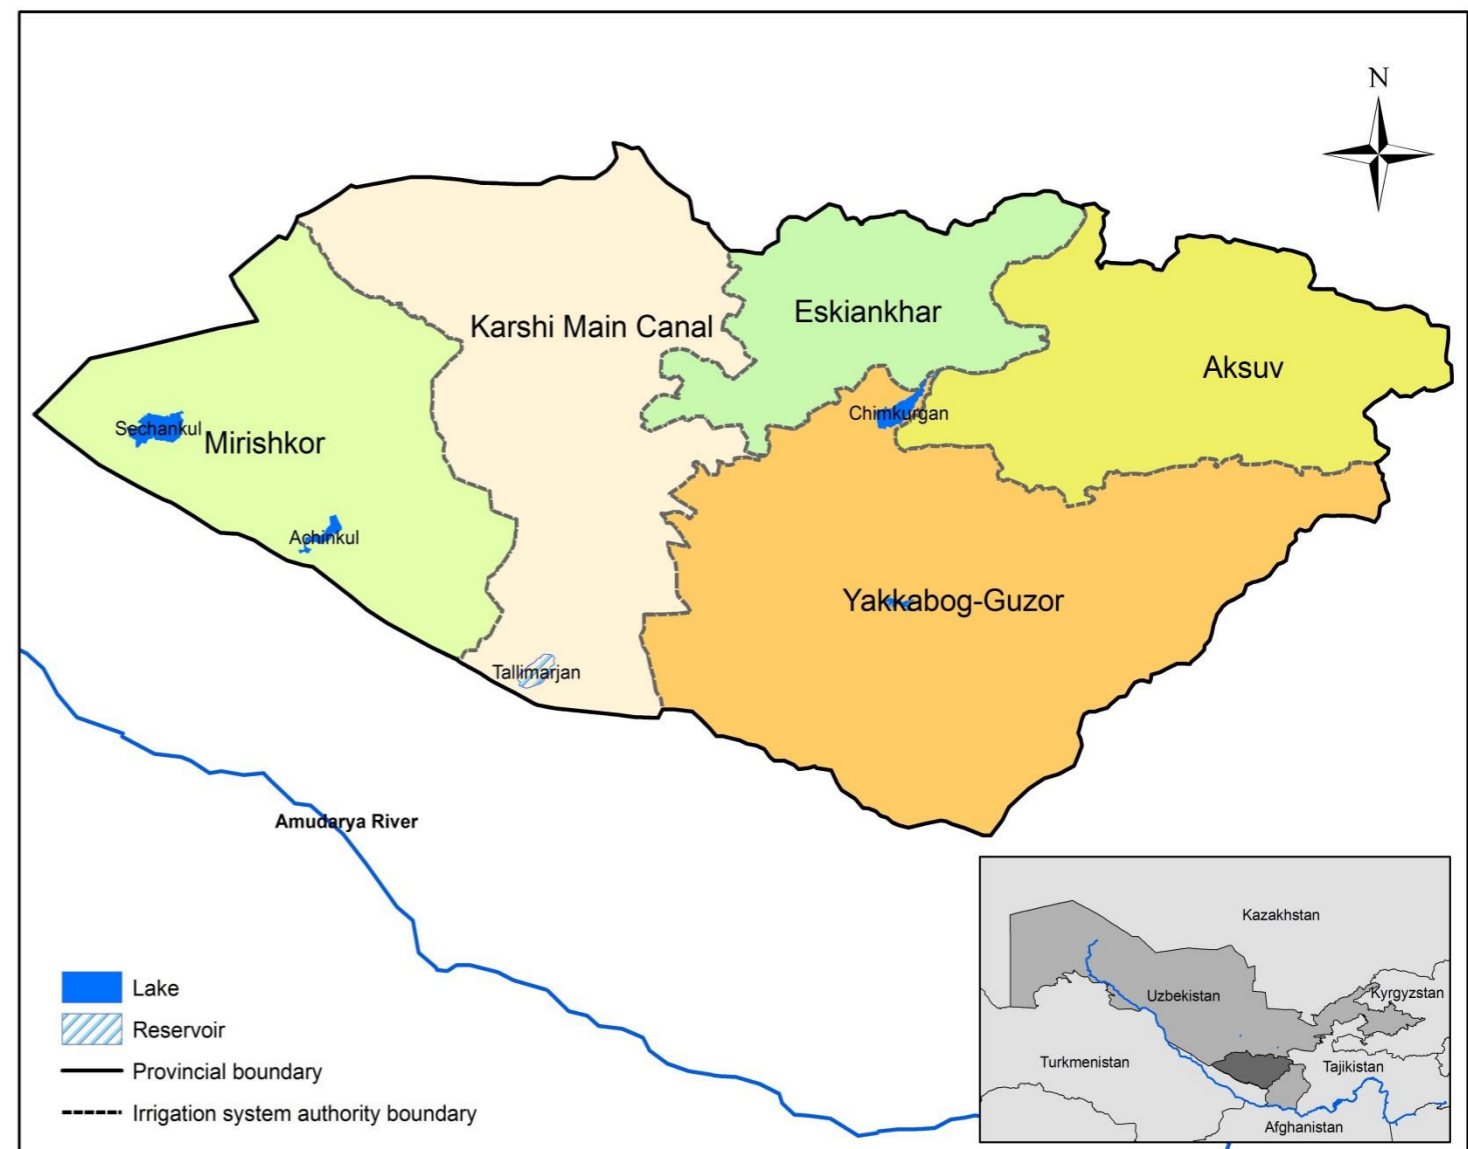 N
Eskiankhar
Karshi Main Canal
Aksuv
Chimkurgan
Sechankul
Mirishkor
Achinkul
Yakkabog-Guzor
Tallimarjan
Amudarya River
Lake
Reservoir
Provincial boundary
Irrigation system authority boundary
Kazakhstan
Uzbekistan
Kyrgyzstan
Turkmenistan
Tajikistan
Afghanistan